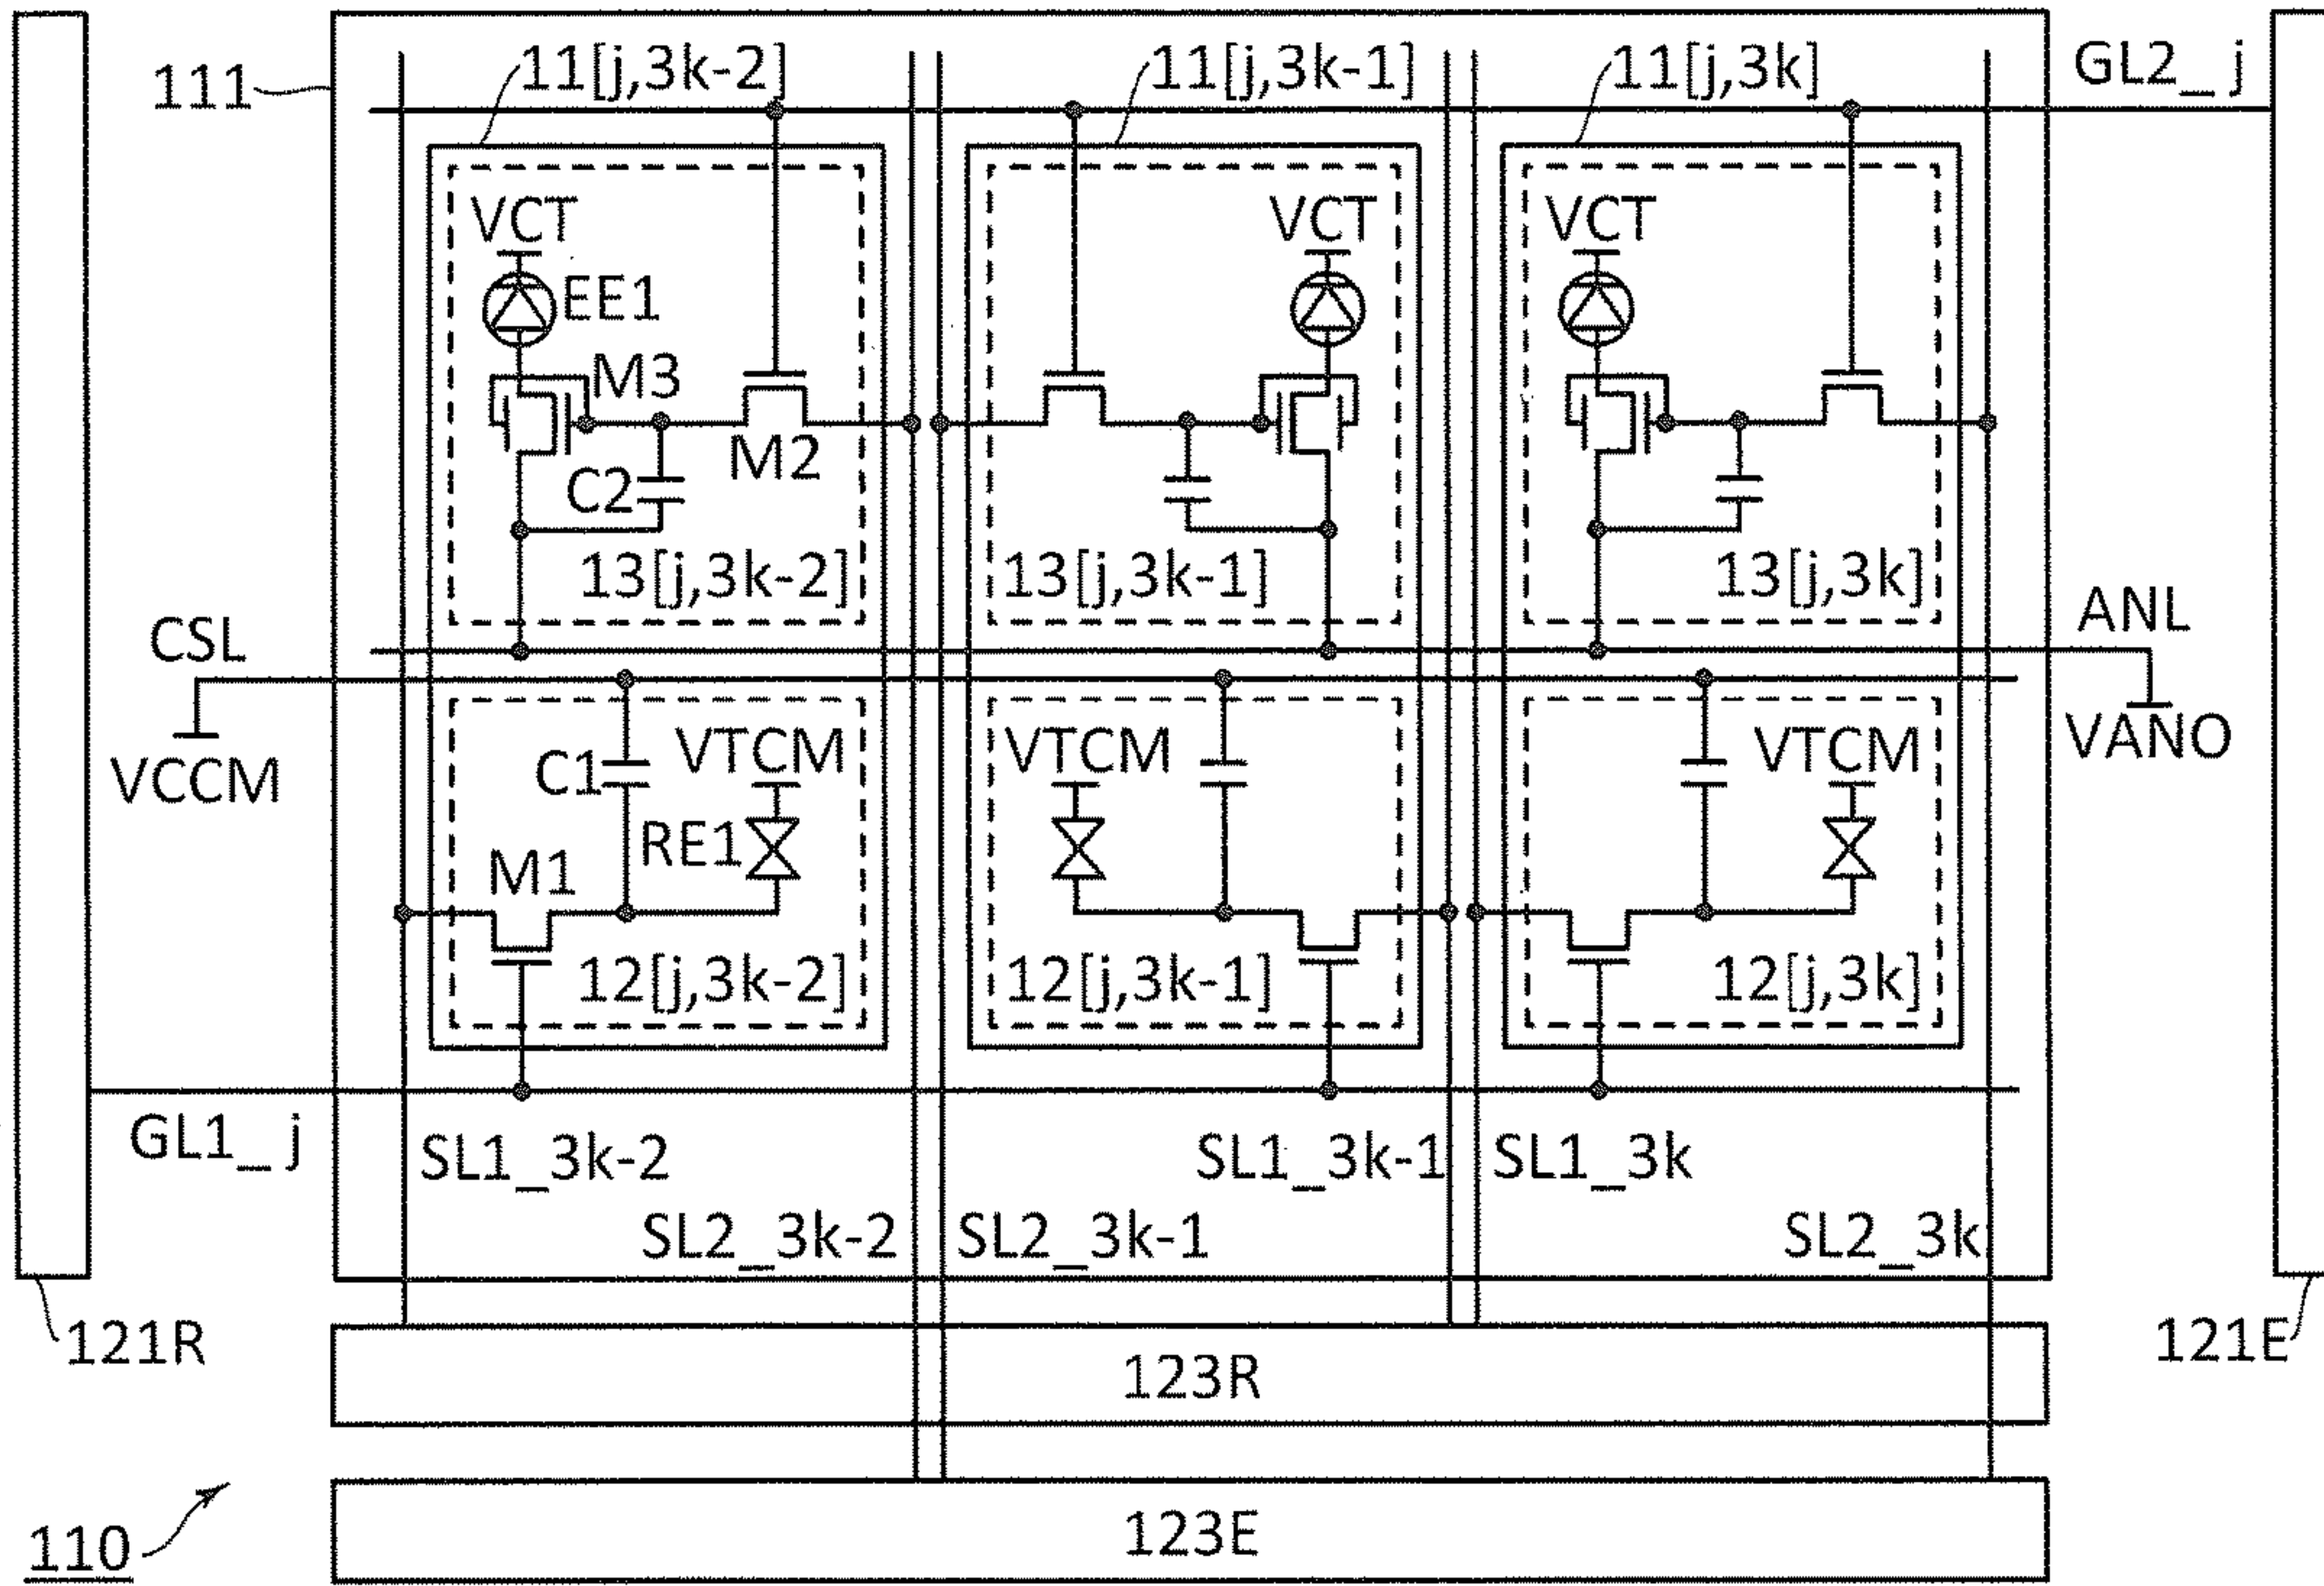 111
11[j,3k-2]
11[j,3k-1]
11[j,3k]
GL2_j
VCT
VCT
VCT
EE1
M3
M2
C2
13[j,3k-2]
13[j,3k-1]
13[j,3k]
CSL
ANL
VCCM
C1
VTCM
VTCM
VTCM
VANO
RE1
M1
12[j,3k-2]
12[j,3k-1]
12[j,3k]
GL1_j
SL1_3k-2
SL1_3k-1
SL1_3k
SL2_3k-2
SL2_3k-1
SL2_3k
121R
121E
123R
123E
110